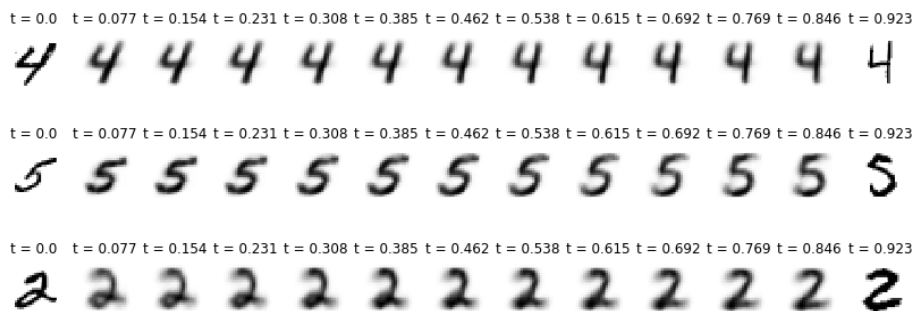 t = 0.0 t = 0.077 t = 0.154 t = 0.231 t = 0.308 t = 0.385 t = 0.462 t = 0.538 t = 0.615 t = 0.692 t = 0.769 t = 0.846 t = 0.923
4 4 4 4 4 4 4 4 4 4 4 4 4
t = 0.0 t = 0.077 t = 0.154 t = 0.231 t = 0.308 t = 0.385 t = 0.462 t = 0.538 t = 0.615 t = 0.692 t = 0.769 t = 0.846 t = 0.923
5 5 5 5 5 5 5 5 5 5 5 5 5
t = 0.0 t = 0.077 t = 0.154 t = 0.231 t = 0.308 t = 0.385 t = 0.462 t = 0.538 t = 0.615 t = 0.692 t = 0.769 t = 0.846 t = 0.923
2 2 2 2 2 2 2 2 2 2 2 2 2